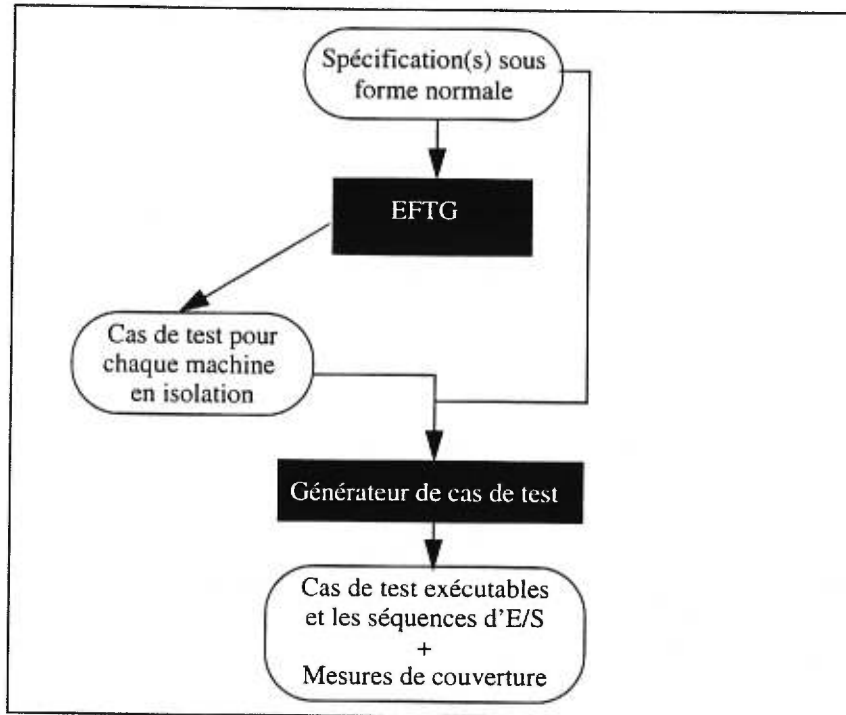 Spécification(s) sous
forme normale
EFTG
Cas de test pour
chaque machine
en isolation
Générateur de cas de test
Cas de test exécutables
et les séquences d'E/S
+
Mesures de couverture